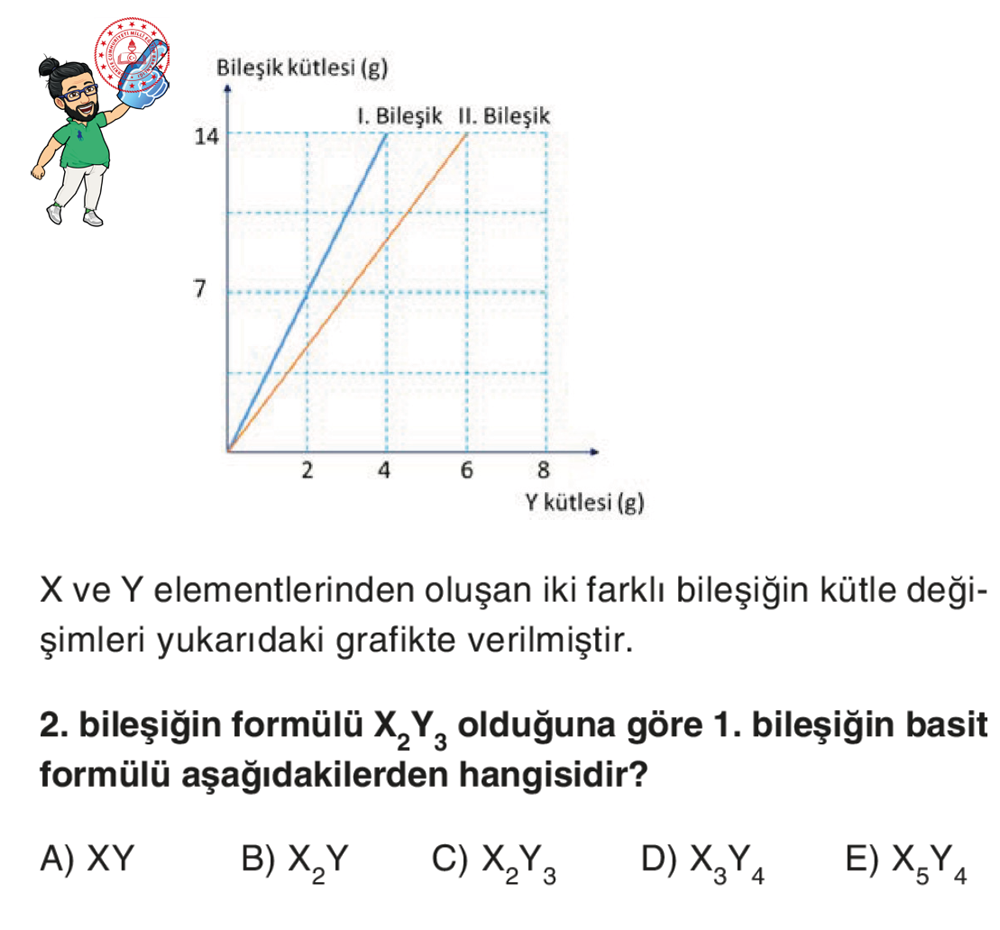 Bileşik kütlesi (g)
I. Bileşik II. Bileşik
14
7
2 4 6 8
Y kütlesi (g)
X ve Y elementlerinden oluşan iki farklı bileşiğin kütle deği-
şimleri yukarıdaki grafikte verilmiştir.
2. bileşiğin formülü X₂Y₃ olduğuna göre 1. bileşiğin basit
formülü aşağıdakilerden hangisidir?
A) XY B) X₂Y C) X₂Y₃ D) X₃Y₄ E) X₅Y₄